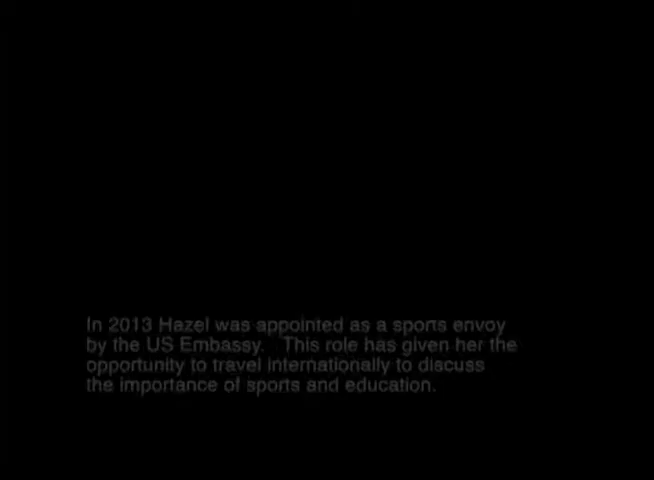 In 2013 Hazel was appointed as a sports envoy
by the US Embassy.   This role has given her the
opportunity to travel internationally to discuss
the importance of sports and education.